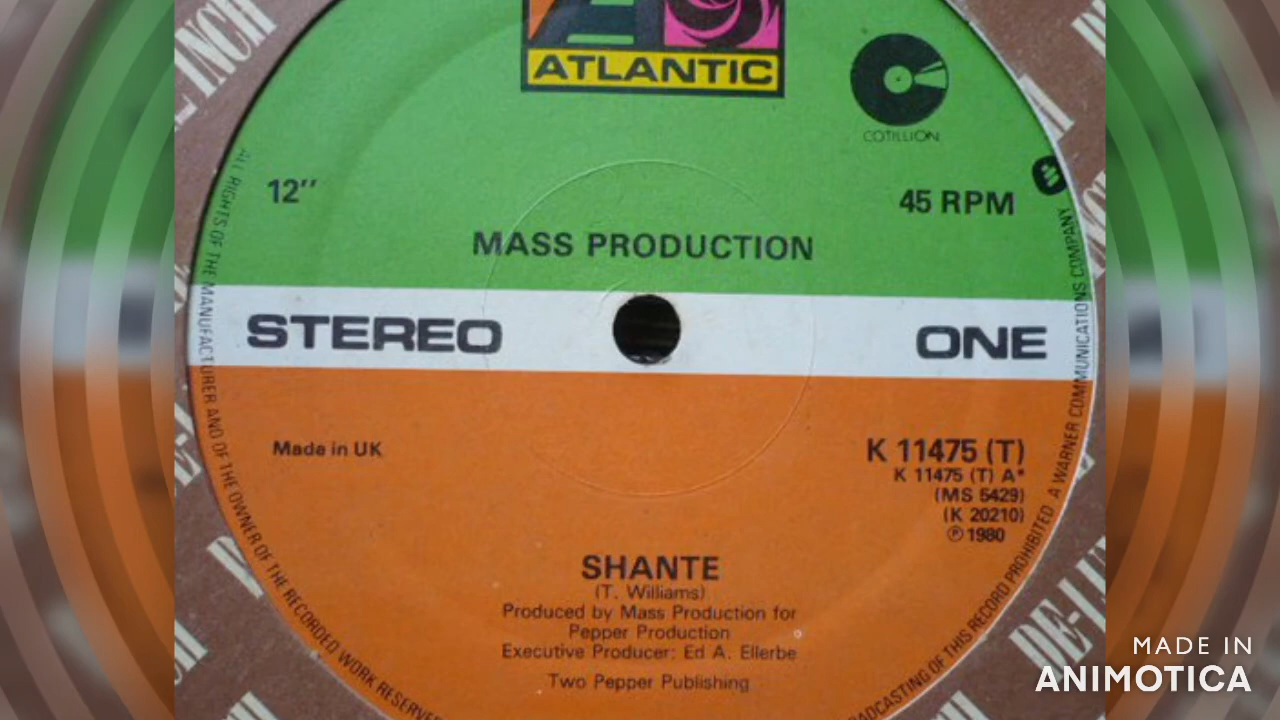 ATLANTIC
COTILLION
12"
45 RPM
MASS PRODUCTION
STEREO
ONE
Made in UK
K 11475 (T)
K 11475 (T) A*
(MS 5429)
(K 20210)
℗ 1980
SHANTE
(T. Williams)
Produced by Mass Production for
Pepper Production
Executive Producer: Ed A. Ellerbe
Two Pepper Publishing
ALL RIGHTS OF THE MANUFACTURER AND OF THE OWNER OF THE RECORDED WORK RESERVED
BROADCASTING OF THIS RECORD PROHIBITED A WARNER COMMUNICATIONS COMPANY
MADE IN
ANIMOTICA